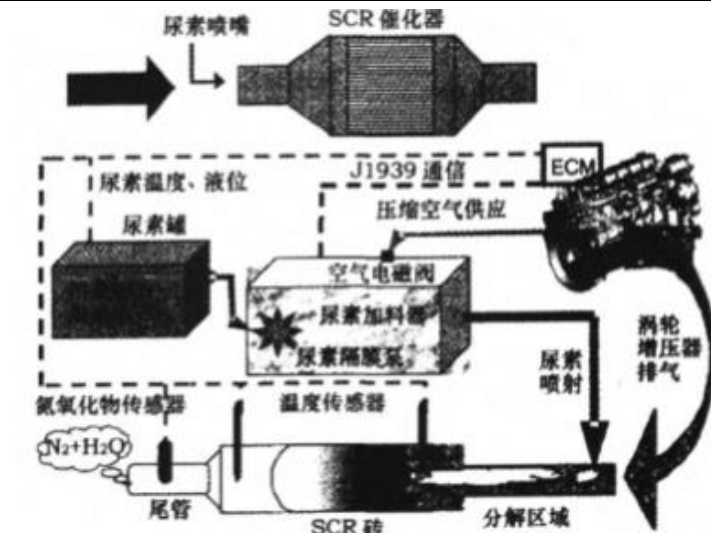 尿素喷嘴
SCR 催化器
J1939 通信
ECM
尿素温度、液位
压缩空气供应
尿素罐
空气电磁阀
尿素加料器
尿素隔膜泵
尿素
喷射
涡轮
增压器
排气
氮氧化物传感器
温度传感器
N₂+H₂O
尾管
SCR 砖
分解区域